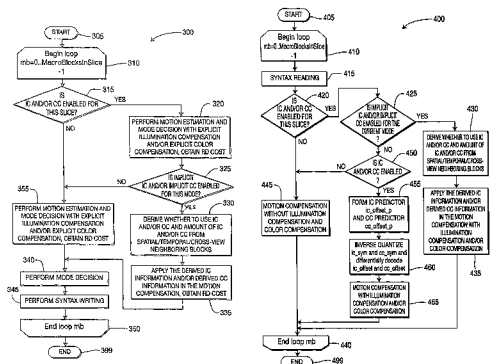 START
305
300
Begin loop
mb=0..MacroBlocksInSlice
-1
310
315
IS
IC AND/OR CC
ENABLED FOR
THIS SLICE?
YES
NO
320
PERFORM MOTION ESTIMATION AND
MODE DECISION WITH EXPLICIT
ILLUMINATION COMPENSATION
AND/OR EXPLICIT COLOR
COMPENSATION, OBTAIN RD COST
325
IS IMPLICIT
IC AND/OR IMPLICIT CC ENABLED
FOR THIS MODE?
NO
YES
330
DERIVE WHETHER TO USE IC
AND/OR CC AND AMOUNT OF IC
AND/OR CC FROM
SPATIAL/TEMPORAL/CROSS-VIEW
NEIGHBORING BLOCKS
355
PERFORM MOTION ESTIMATION AND
MODE DECISION WITH EXPLICIT
ILLUMINATION COMPENSATION
AND/OR EXPLICIT COLOR
COMPENSATION, OBTAIN RD COST
APPLY THE DERIVED IC
INFORMATION AND/OR DERIVED CC
INFORMATION IN THE MOTION
COMPENSATION, OBTAIN RD COST
335
340
PERFORM MODE DECISION
345
PERFORM SYNTAX WRITING
End loop mb
350
END
399
START
405
400
Begin loop
mb=0..MacroBlocksInSlice
-1
410
SYNTAX READING
415
420
IS
IC AND/OR CC
ENABLED FOR
THIS SLICE?
YES
NO
425
IS IMPLICIT
IC AND/OR IMPLICIT
CC ENABLED FOR THE
PRESENT MODE
YES
NO
430
DERIVE WHETHER TO USE IC
AND/OR CC AND AMOUNT OF
IC AND/OR CC FROM
SPATIAL/TEMPORAL/CROSS-
VIEW NEIGHBORING BLOCKS
450
IS IC
AND/OR CC ENABLED
?
NO
YES
445
MOTION COMPENSATION
WITHOUT ILLUMINATION
COMPENSATION AND
COLOR COMPENSATION
455
FORM IC PREDICTOR
ic_offset_p AND
CC PREDICTOR
cc_offset_p
APPLY THE DERIVED IC
INFORMATION AND/OR
DERIVED CC INFORMATION
IN THE MOTION
COMPENSATION WITH
ILLUMINATION
COMPENSATION AND/OR
COLOR COMPENSATION
435
INVERSE QUANTIZE
ic_sym and cc_sym and
differentially decode
ic_offset and cc_offset
460
MOTION COMPENSATION
WITH ILLUMINATION
COMPENSATION AND/OR
COLOR COMPENSATION
465
End loop mb
440
END
499